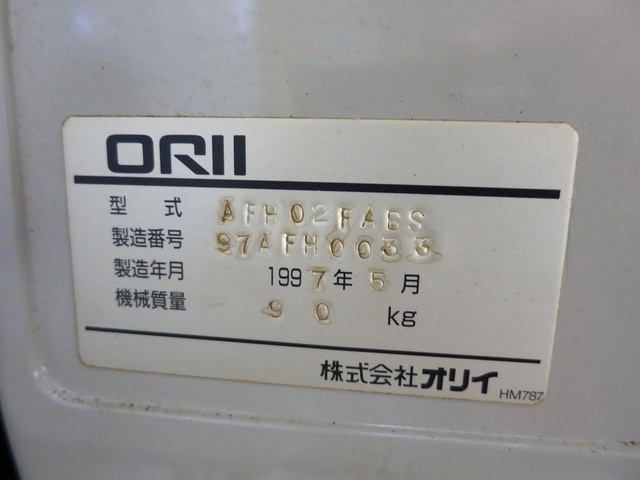 ORII
型式 AFH02FAES
製造番号 97AFH0033
製造年月 1997年5月
機械質量 90 kg
株式会社オリイ
HM787